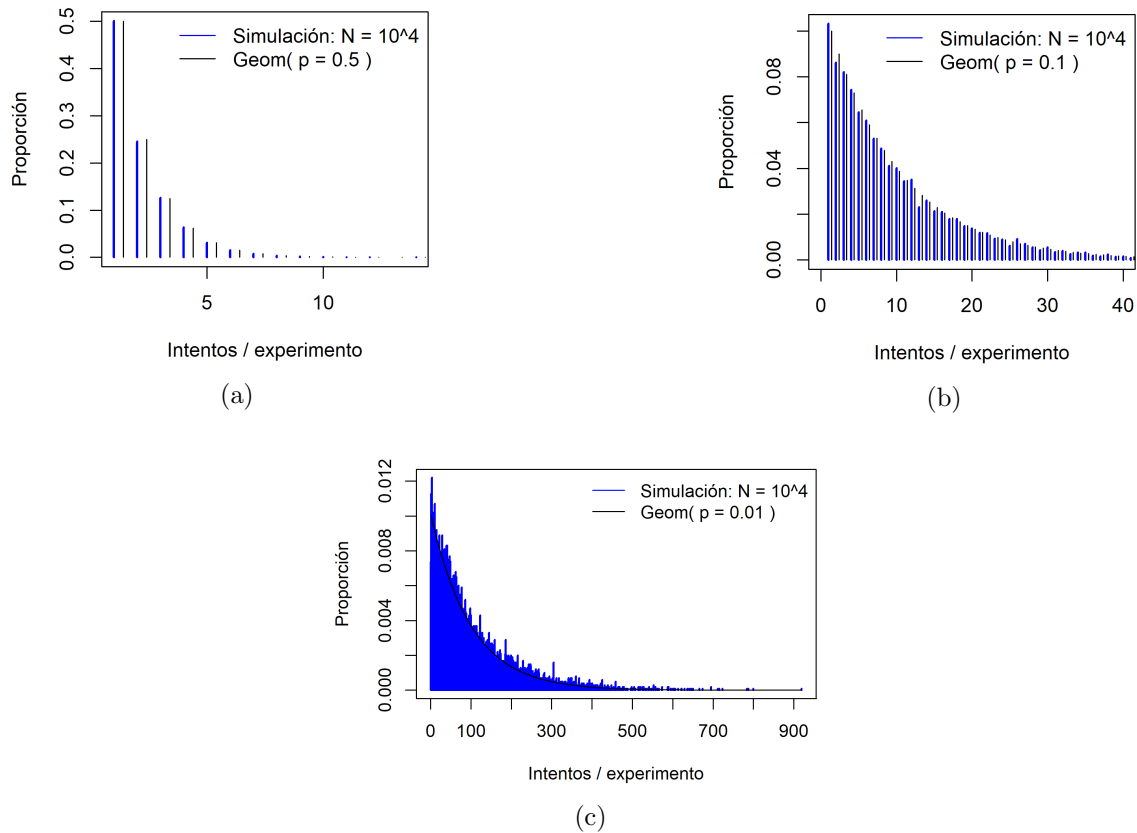 Simulación: N = 10^4
Geom( p = 0.5 )
Proporción
0.5
0.4
0.3
0.2
0.1
0.0
5 10
Intentos / experimento
(a)
Simulación: N = 10^4
Geom( p = 0.1 )
Proporción
0.08
0.04
0.00
0 10 20 30 40
Intentos / experimento
(b)
Simulación: N = 10^4
Geom( p = 0.01 )
Proporción
0.012
0.008
0.004
0.000
0 100 300 500 700 900
Intentos / experimento
(c)